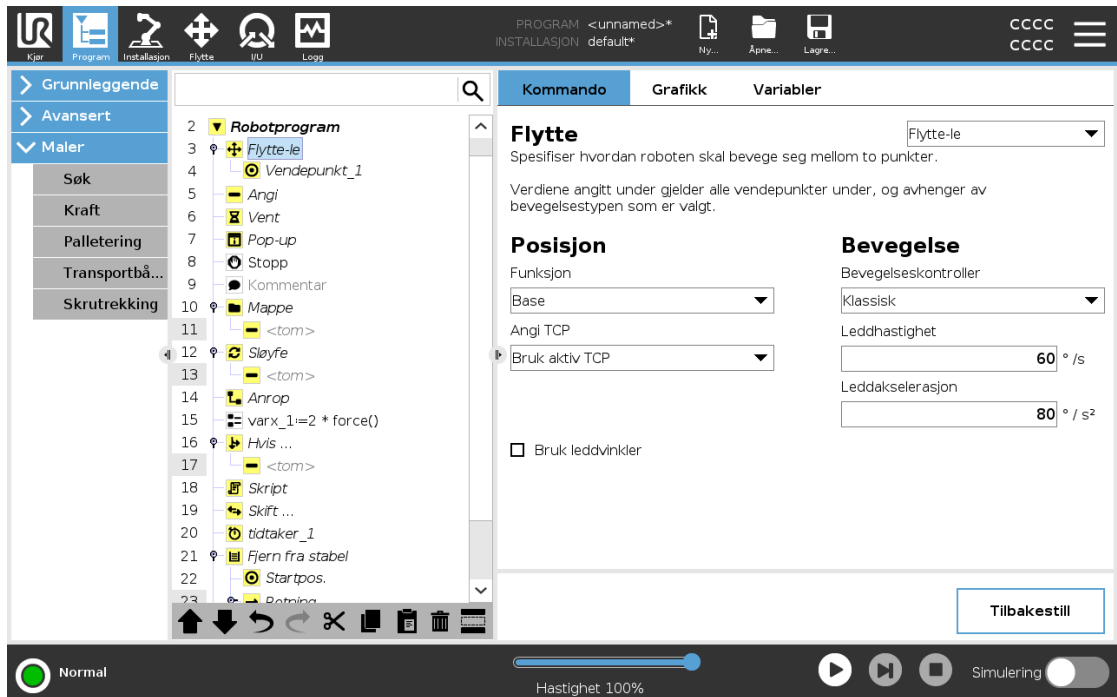 PROGRAM <unnamed>*
INSTALLASJON default*
CCCC
CCCC
UR
Kjør
Program
Installasjon
Flytte
I/U
Logg
Ny...
Åpne...
Lagre...
Grunnleggende
Avansert
Maler
Søk
Kraft
Palletering
Transportbå...
Skrutrekking
2 Robotprogram
3 Flytte-le
4 Vendepunkt_1
5 Angi
6 Vent
7 Pop-up
8 Stopp
9 Kommentar
10 Mappe
11 <tom>
12 Sløyfe
13 <tom>
14 Anrop
15 varx_1:=2 * force()
16 Hvis ...
17 <tom>
18 Skript
19 Skift ...
20 tidtaker_1
21 Fjern fra stabel
22 Startpos.
23 Retning
Kommando
Grafikk
Variabler
Flytte
Flytte-le
Spesifiser hvordan roboten skal bevege seg mellom to punkter.
Verdiene angitt under gjelder alle vendepunkter under, og avhenger av
bevegelsestypen som er valgt.
Posisjon
Funksjon
Base
Angi TCP
Bruk aktiv TCP
Bruk leddvinkler
Bevegelse
Bevegelseskontroller
Klassisk
Leddhastighet
60 ° /s
Leddakselerasjon
80 ° / s²
Tilbakestill
Normal
Hastighet 100%
Simulering